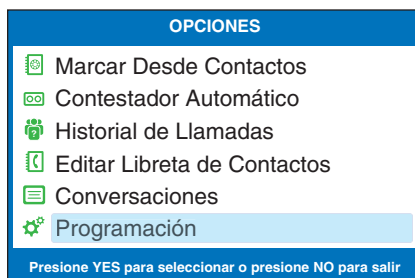 OPCIONES
Marcar Desde Contactos
Contestador Automático
Historial de Llamadas
Editar Libreta de Contactos
Conversaciones
Programación
Presione YES para seleccionar o presione NO para salir